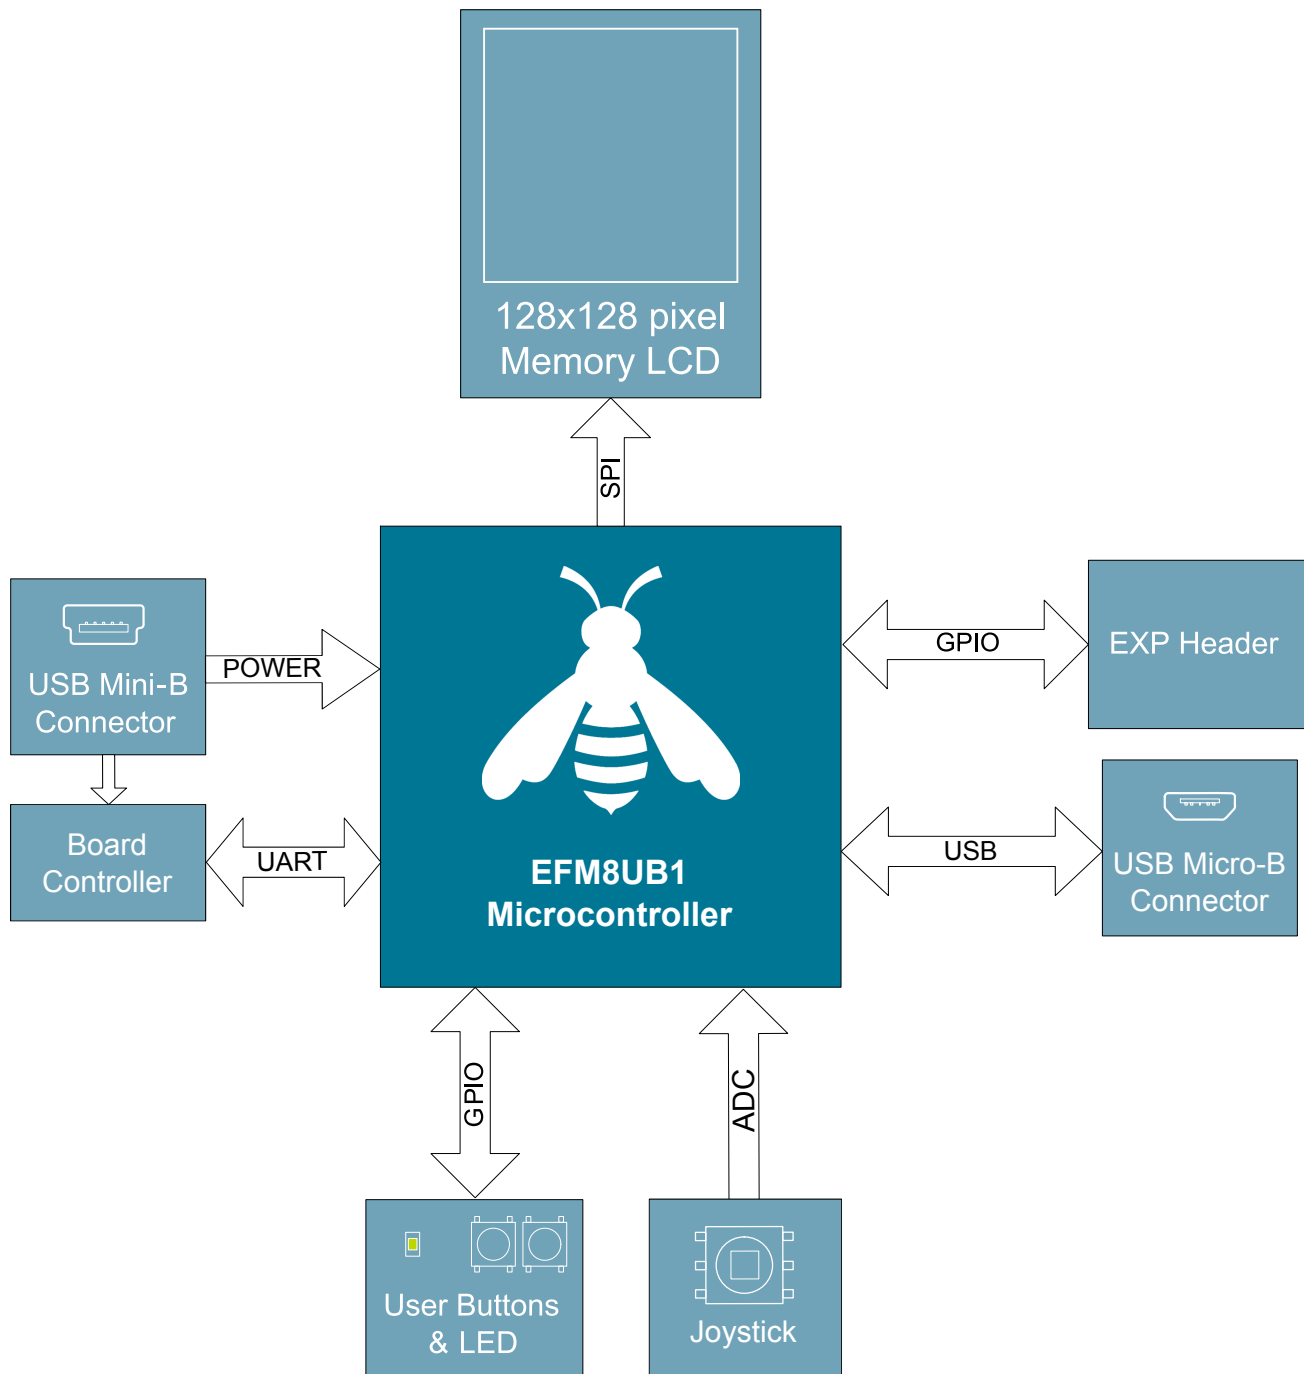 128x128 pixel
Memory LCD
SPI
USB Mini-B
Connector
POWER
GPIO
EXP Header
Board
Controller
UART
EFM8UB1
Microcontroller
USB
USB Micro-B
Connector
GPIO
ADC
User Buttons
& LED
Joystick